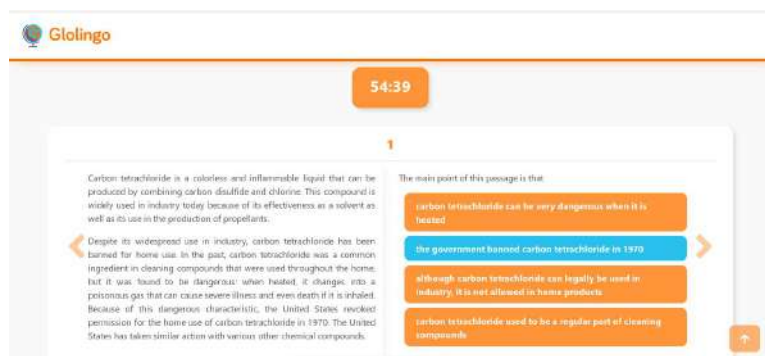 Glolingo
54:39
1
Carbon tetrachloride is a colorless and inflammable liquid that can be
produced by combining carbon disulfide and chlorine. This compound is
widely used in industry today because of its effectiveness as a solvent as
well as its use in the production of propellants.
Despite its widespread use in industry, carbon tetrachloride has been
banned for home use. In the past, carbon tetrachloride was a common
ingredient in cleaning compounds that were used throughout the home,
but it was found to be dangerous: when heated, it changes into a
poisonous gas that can cause severe illness and even death if it is inhaled.
Because of this dangerous characteristic, the United States revoked
permission for the home use of carbon tetrachloride in 1970. The United
States has taken similar action with various other chemical compounds.
The main point of this passage is that
carbon tetrachloride can be very dangerous when it is
heated
the government banned carbon tetrachloride in 1970
although carbon tetrachloride can legally be used in
industry, it is not allowed in home products
carbon tetrachloride used to be a regular part of cleaning
compounds